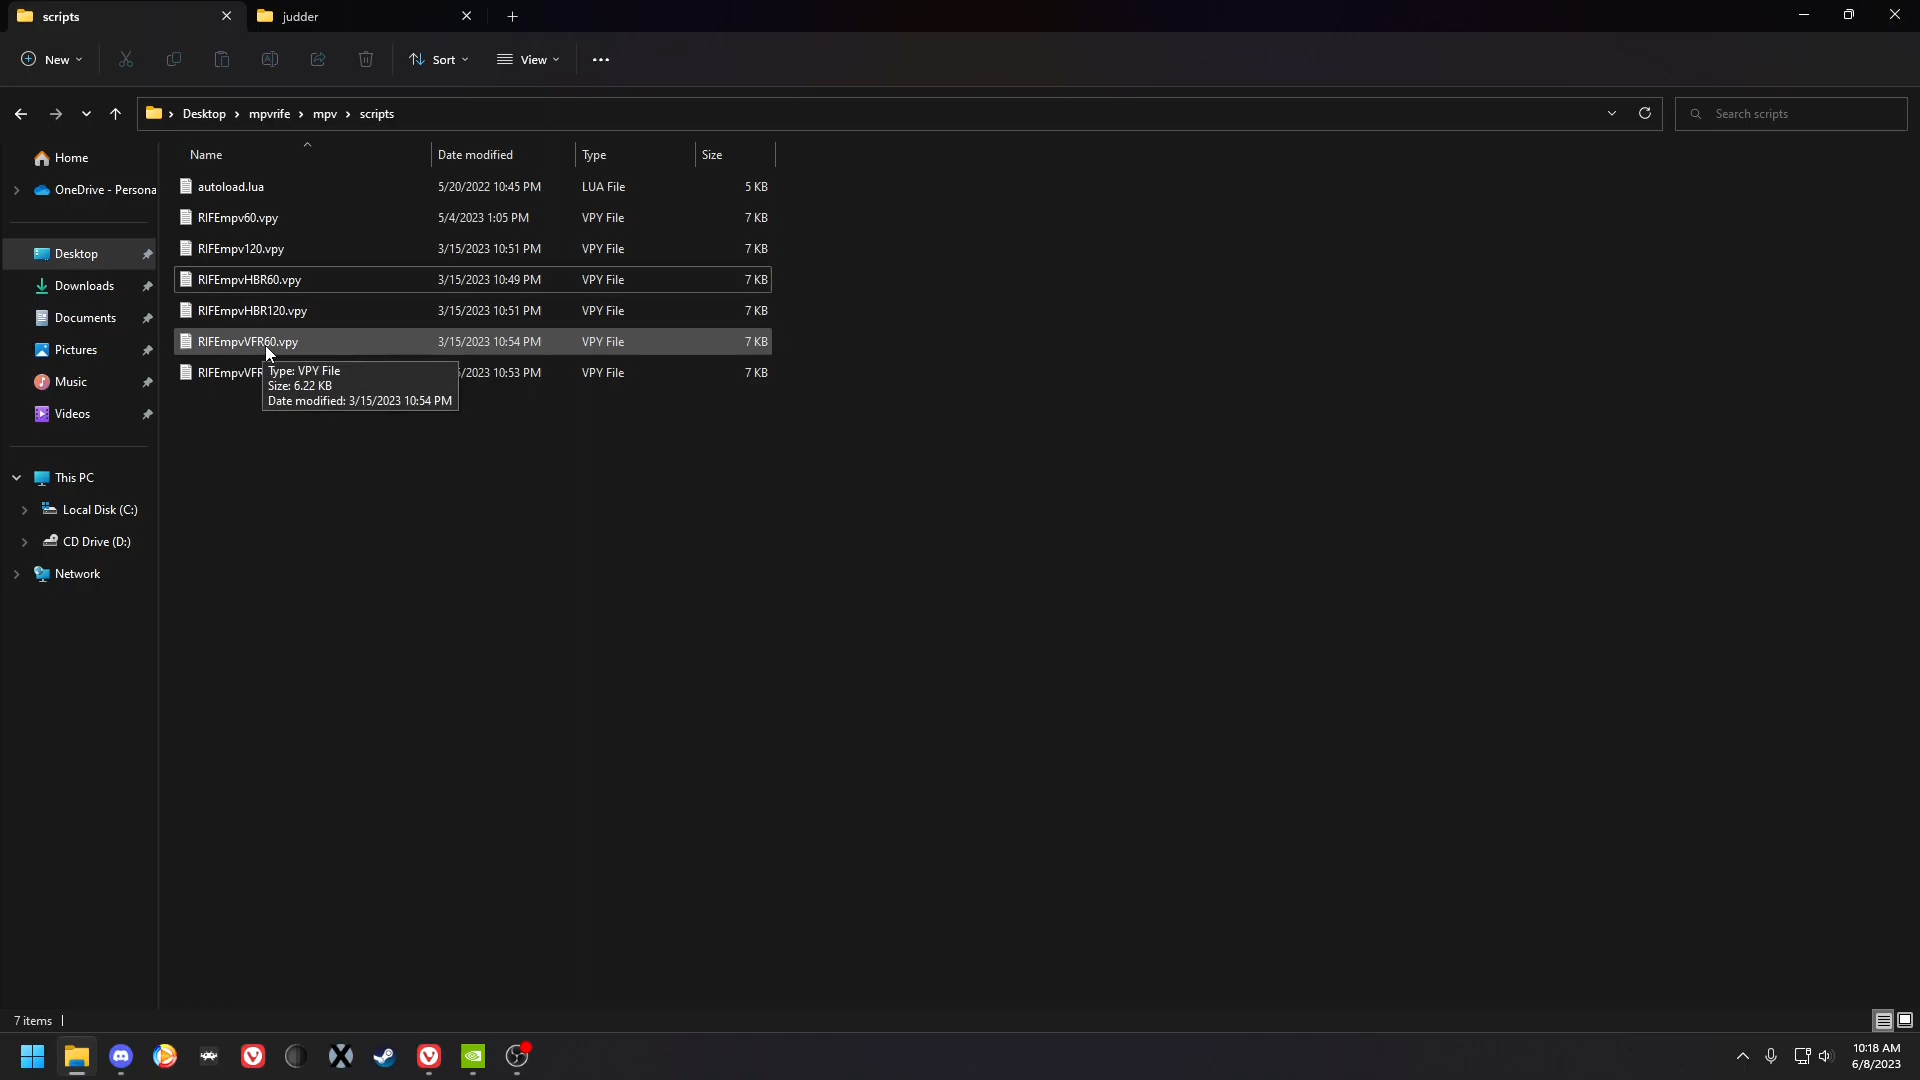 scripts
judder
New
Sort
View
Desktop
mpvrife
mpv
scripts
Search scripts
Home
OneDrive - Persona
Desktop
Downloads
Documents
Pictures
Music
Videos
This PC
Local Disk (C:)
CD Drive (D:)
Network
Name Date modified Type Size
autoload.lua 5/20/2022 10:45 PM LUA File 5 KB
RIFEmpv60.vpy 5/4/2023 1:05 PM VPY File 7 KB
RIFEmpv120.vpy 3/15/2023 10:51 PM VPY File 7 KB
RIFEmpvHBR60.vpy 3/15/2023 10:49 PM VPY File 7 KB
RIFEmpvHBR120.vpy 3/15/2023 10:51 PM VPY File 7 KB
RIFEmpvVFR60.vpy 3/15/2023 10:54 PM VPY File 7 KB
RIFEmpvVFR /2023 10:53 PM VPY File 7 KB
Type: VPY File
Size: 6.22 KB
Date modified: 3/15/2023 10:54 PM
7 items
10:18 AM
6/8/2023